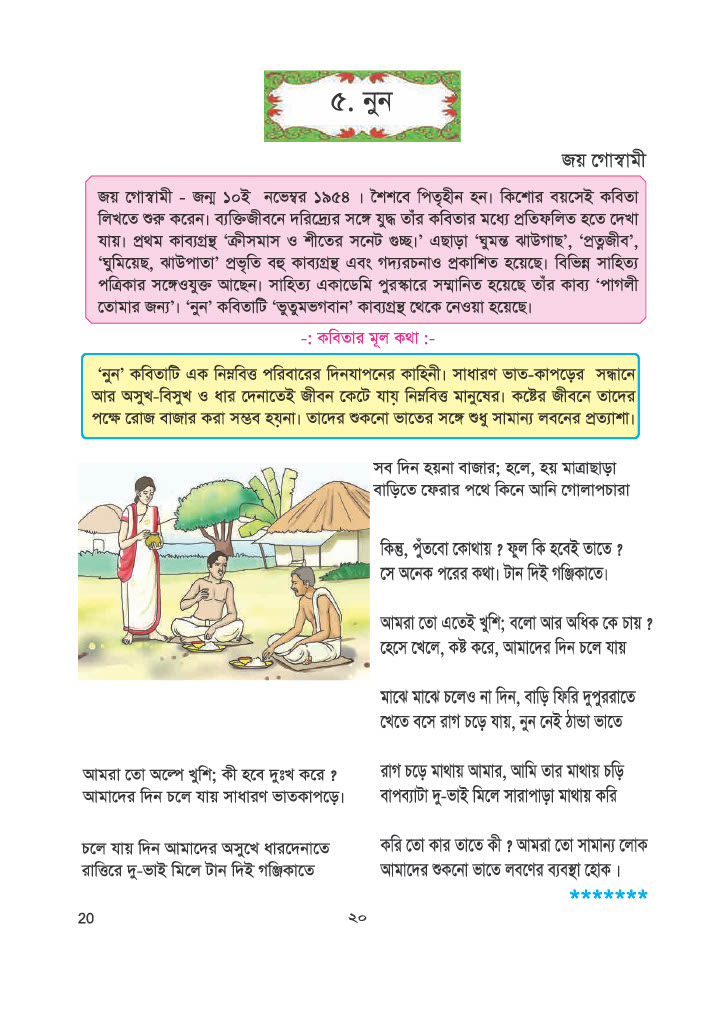 ৫. নুন
জয় গোস্বামী
জয় গোস্বামী - জন্ম ১০ই নভেম্বর ১৯৫৪ । শৈশবে পিতৃহীন হন। কিশোর বয়সেই কবিতা
লিখতে শুরু করেন। ব্যক্তিজীবনে দরিদ্র্যের সঙ্গে যুদ্ধ তাঁর কবিতার মধ্যে প্রতিফলিত হতে দেখা
যায়। প্রথম কাব্যগ্রন্থ ‘ক্রীসমাস ও শীতের সনেট গুচ্ছ।’ এছাড়া ‘ঘুমন্ত ঝাউগাছ’, ‘প্রত্নজীব’,
‘ঘুমিয়েছ, ঝাউপাতা’ প্রভৃতি বহু কাব্যগ্রন্থ এবং গদ্যরচনাও প্রকাশিত হয়েছে। বিভিন্ন সাহিত্য
পত্রিকার সঙ্গেওযুক্ত আছেন। সাহিত্য একাডেমি পুরস্কারে সম্মানিত হয়েছে তাঁর কাব্য ‘পাগলী
তোমার জন্য’। ‘নুন’ কবিতাটি ‘ভুতুমভগবান’ কাব্যগ্রন্থ থেকে নেওয়া হয়েছে।
-: কবিতার মূল কথা :-
‘নুন’ কবিতাটি এক নিম্নবিত্ত পরিবারের দিনযাপনের কাহিনী। সাধারণ ভাত-কাপড়ের সন্ধানে
আর অসুখ-বিসুখ ও ধার দেনাতেই জীবন কেটে যায় নিম্নবিত্ত মানুষের। কষ্টের জীবনে তাদের
পক্ষে রোজ বাজার করা সম্ভব হয়না। তাদের শুকনো ভাতের সঙ্গে শুধু সামান্য লবনের প্রত্যাশা।
আমরা তো অল্পে খুশি; কী হবে দুঃখ করে ?
আমাদের দিন চলে যায় সাধারণ ভাতকাপড়ে।
চলে যায় দিন আমাদের অসুখে ধারদেনাতে
রাত্তিরে দু-ভাই মিলে টান দিই গঞ্জিকাতে
সব দিন হয়না বাজার; হলে, হয় মাত্রাছাড়া
বাড়িতে ফেরার পথে কিনে আনি গোলাপচারা
কিন্তু, পুঁতবো কোথায় ? ফুল কি হবেই তাতে ?
সে অনেক পরের কথা। টান দিই গঞ্জিকাতে।
আমরা তো এতেই খুশি; বলো আর অধিক কে চায় ?
হেসে খেলে, কষ্ট করে, আমাদের দিন চলে যায়
মাঝে মাঝে চলেও না দিন, বাড়ি ফিরি দুপুররাতে
খেতে বসে রাগ চড়ে যায়, নুন নেই ঠান্ডা ভাতে
রাগ চড়ে মাথায় আমার, আমি তার মাথায় চড়ি
বাপব্যাটা দু-ভাই মিলে সারাপাড়া মাথায় করি
করি তো কার তাতে কী ? আমরা তো সামান্য লোক
আমাদের শুকনো ভাতে লবণের ব্যবস্থা হোক ।
*******
20
২০